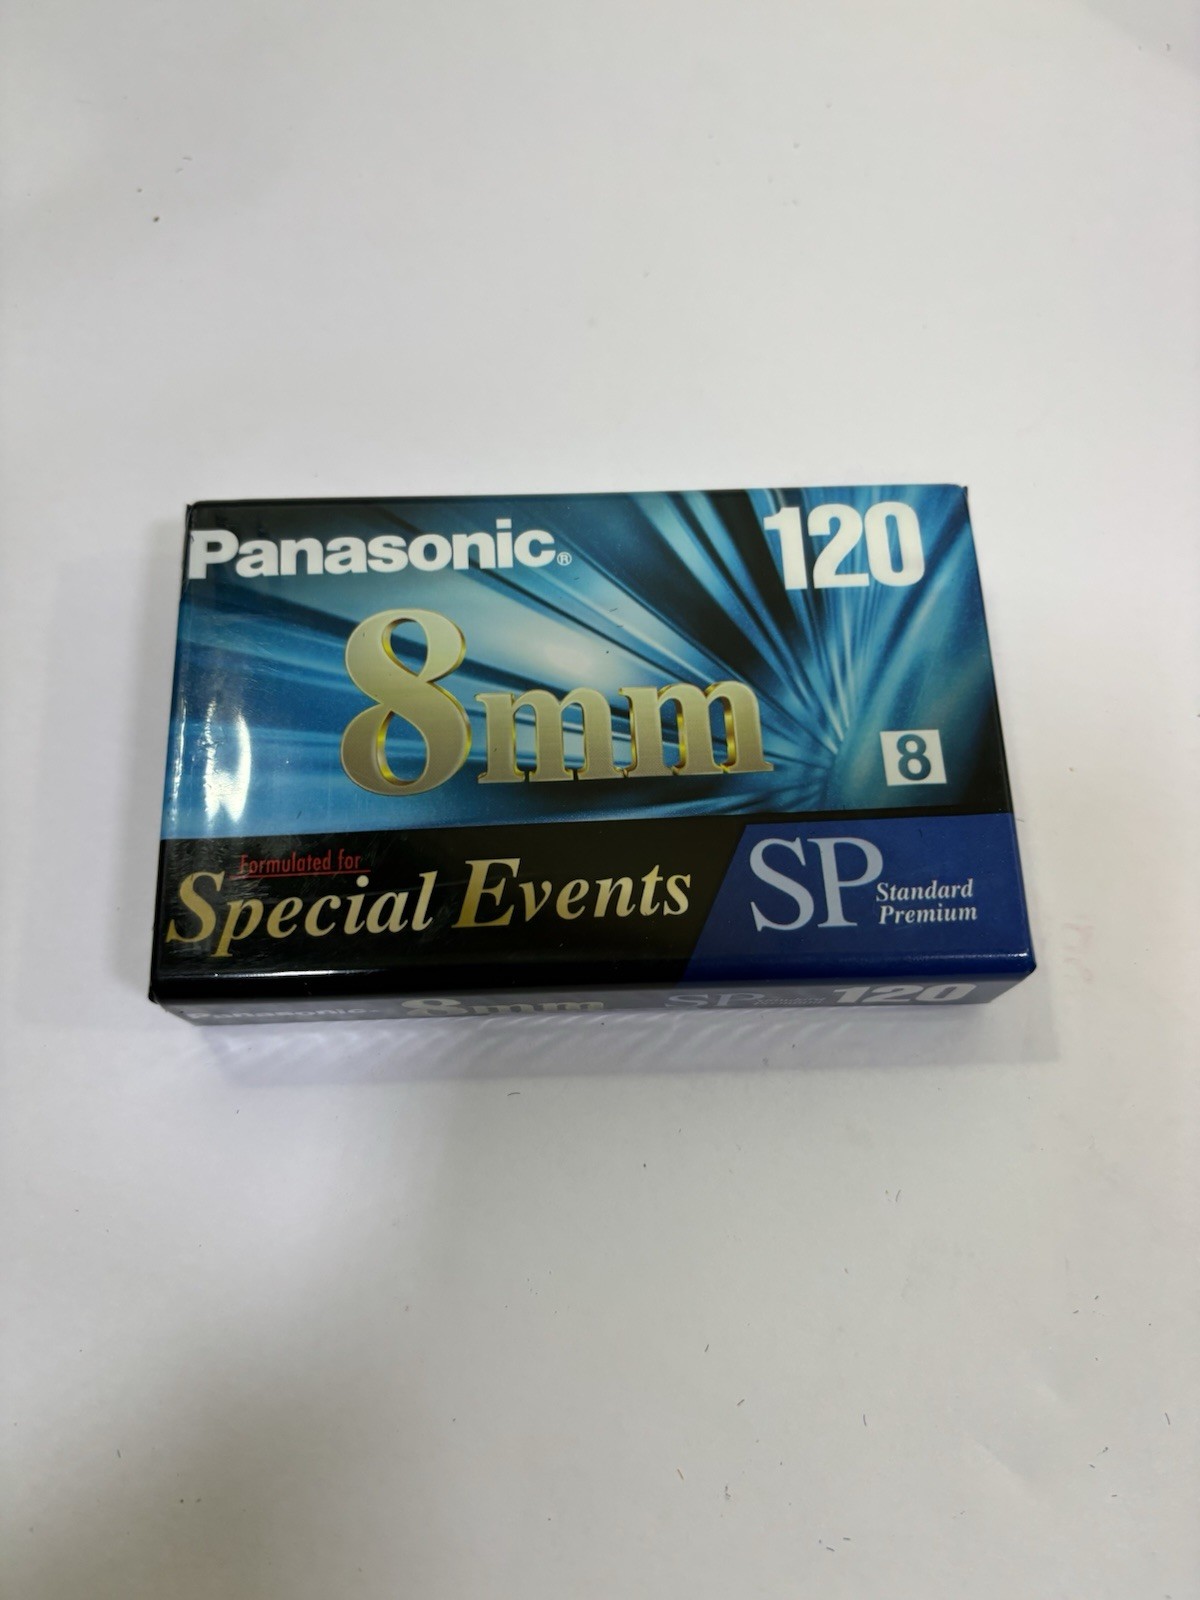 Panasonic® 120
8mm
8
Formulated for
Special Events
SP Standard
Premium
Panasonic 8mm SP 120